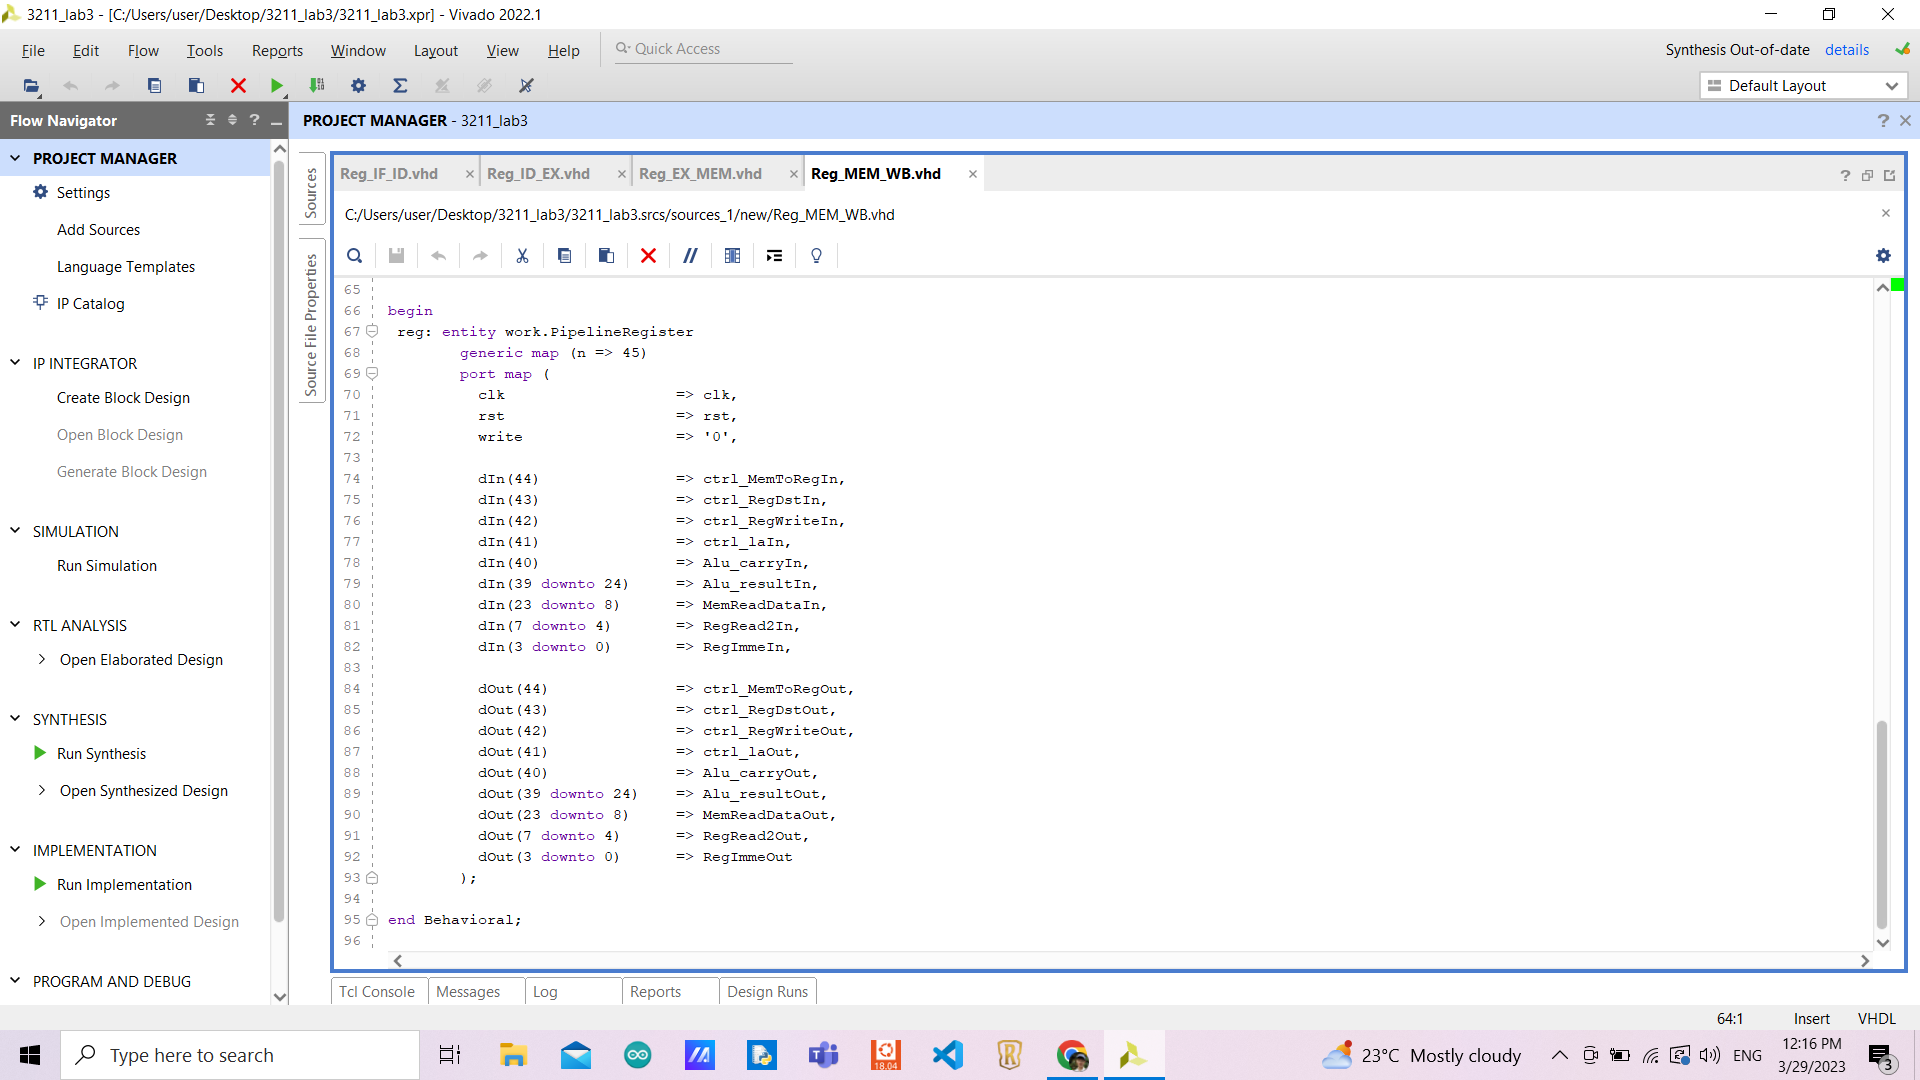 3211_lab3 - [C:/Users/user/Desktop/3211_lab3/3211_lab3.xpr] - Vivado 2022.1
File Edit Flow Tools Reports Window Layout View Help Quick Access
Synthesis Out-of-date details
Default Layout
Flow Navigator
PROJECT MANAGER - 3211_lab3
PROJECT MANAGER
Settings
Add Sources
Language Templates
IP Catalog
IP INTEGRATOR
Create Block Design
Open Block Design
Generate Block Design
SIMULATION
Run Simulation
RTL ANALYSIS
Open Elaborated Design
SYNTHESIS
Run Synthesis
Open Synthesized Design
IMPLEMENTATION
Run Implementation
Open Implemented Design
PROGRAM AND DEBUG
Sources
Source File Properties
Reg_IF_ID.vhd Reg_ID_EX.vhd Reg_EX_MEM.vhd Reg_MEM_WB.vhd
C:/Users/user/Desktop/3211_lab3/3211_lab3.srcs/sources_1/new/Reg_MEM_WB.vhd
65
66 begin
67 reg: entity work.PipelineRegister
68 generic map (n => 45)
69 port map (
70 clk => clk,
71 rst => rst,
72 write => '0',
73
74 dIn(44) => ctrl_MemToRegIn,
75 dIn(43) => ctrl_RegDstIn,
76 dIn(42) => ctrl_RegWriteIn,
77 dIn(41) => ctrl_laIn,
78 dIn(40) => Alu_carryIn,
79 dIn(39 downto 24) => Alu_resultIn,
80 dIn(23 downto 8) => MemReadDataIn,
81 dIn(7 downto 4) => RegRead2In,
82 dIn(3 downto 0) => RegImmeIn,
83
84 dOut(44) => ctrl_MemToRegOut,
85 dOut(43) => ctrl_RegDstOut,
86 dOut(42) => ctrl_RegWriteOut,
87 dOut(41) => ctrl_laOut,
88 dOut(40) => Alu_carryOut,
89 dOut(39 downto 24) => Alu_resultOut,
90 dOut(23 downto 8) => MemReadDataOut,
91 dOut(7 downto 4) => RegRead2Out,
92 dOut(3 downto 0) => RegImmeOut
93 );
94
95 end Behavioral;
96
Tcl Console Messages Log Reports Design Runs
64:1 Insert VHDL
Type here to search
18.04
23°C Mostly cloudy
ENG
12:16 PM
3/29/2023
3